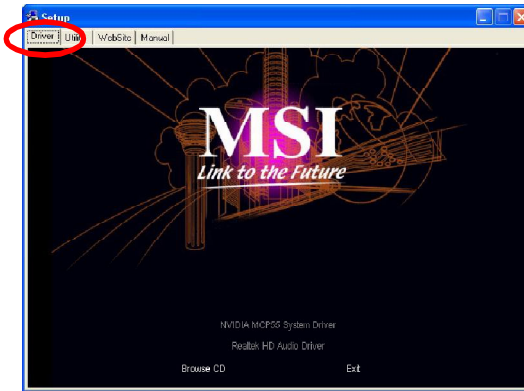 Setup
Driver Utility WebSite Manual
MSI
Link to the Future
NVIDIA MCP55 System Driver
Realtek HD Audio Driver
Browse CD Exit